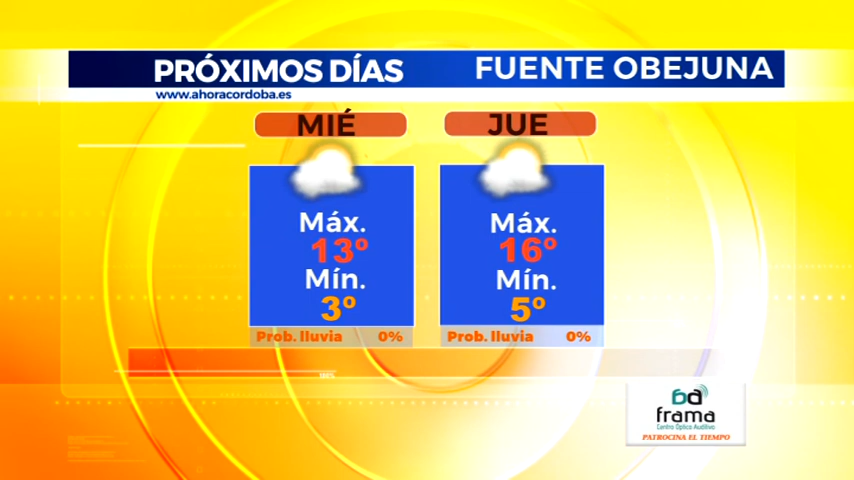 PRÓXIMOS DÍAS
FUENTE OBEJUNA
www.ahoracordoba.es
MIÉ
JUE
Máx.
13º
Mín.
3º
Prob. lluvia 0%
Máx.
16º
Mín.
5º
Prob. lluvia 0%
100%
frama
Centro Óptico Auditivo
PATROCINA EL TIEMPO